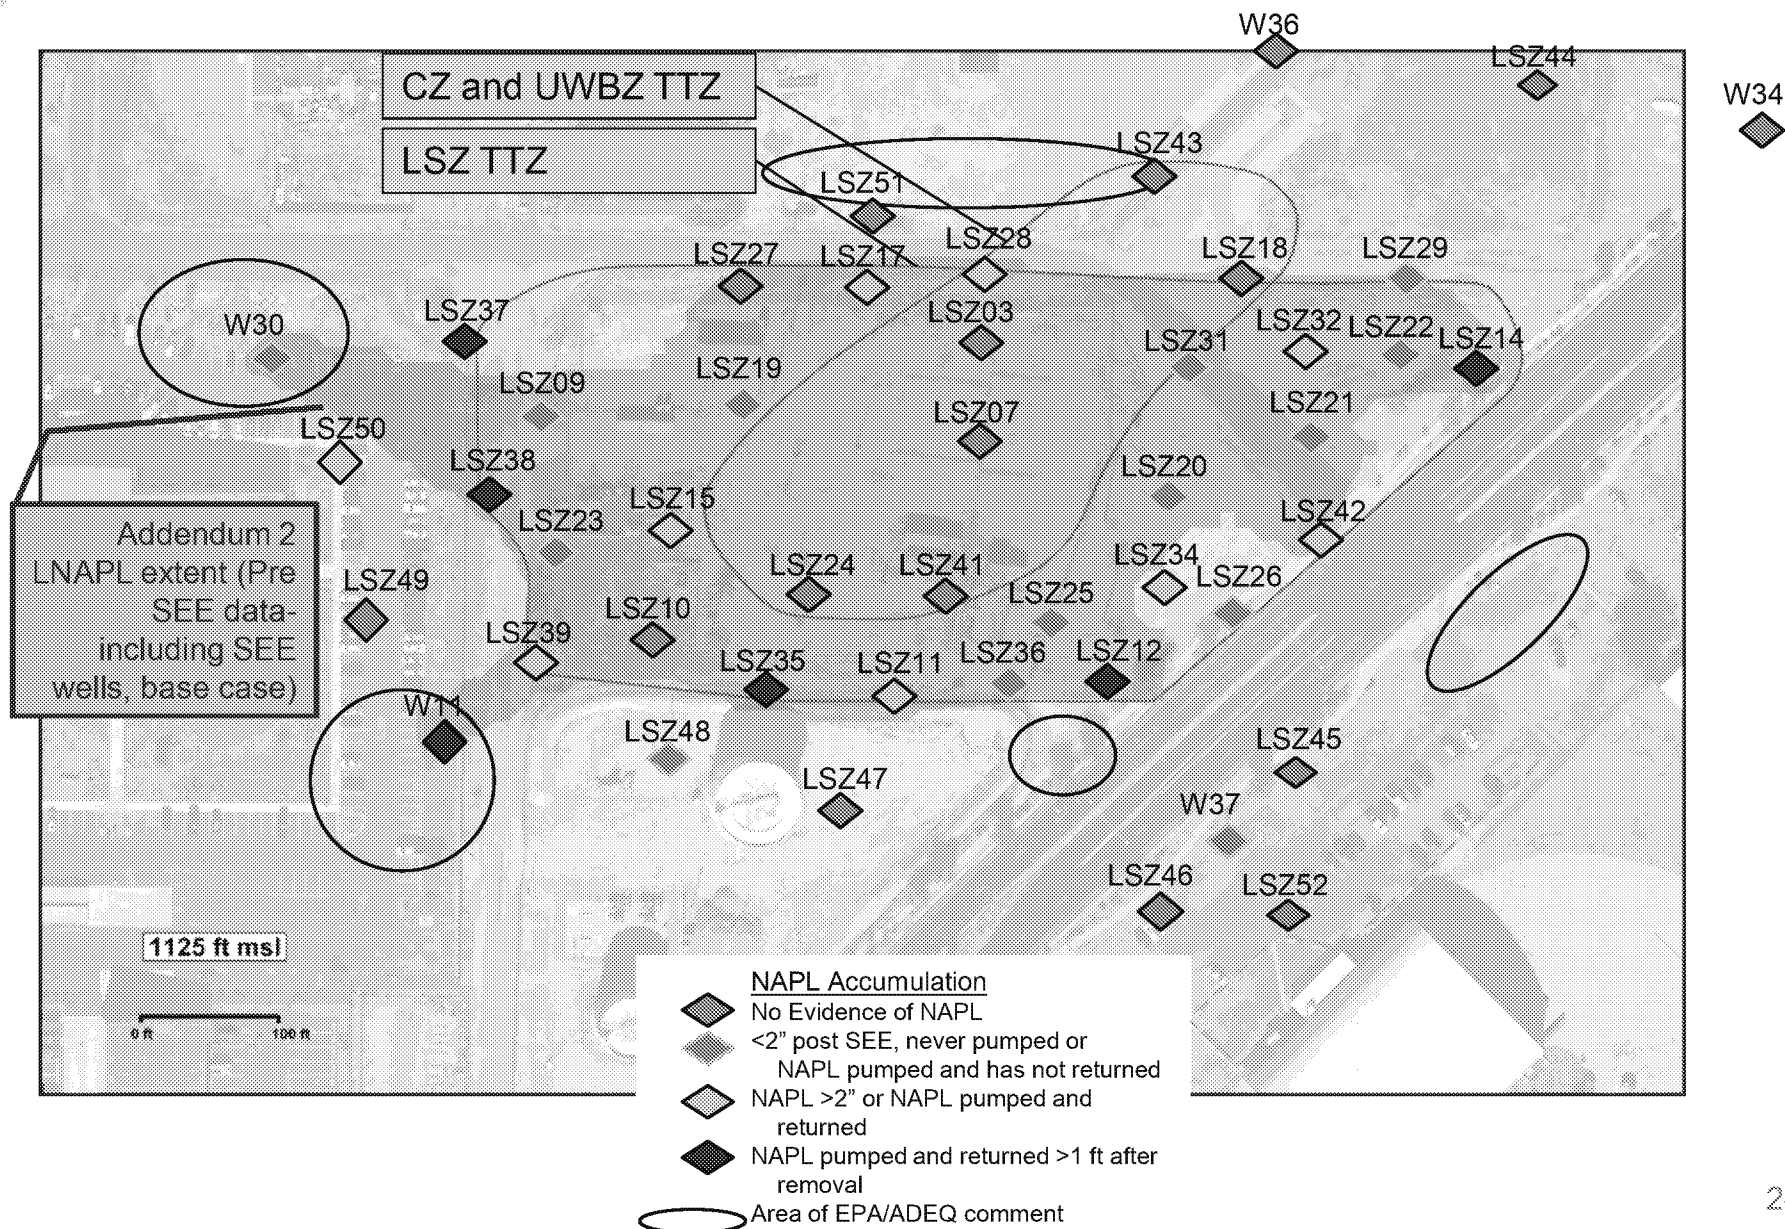 W36
LSZ44
W34
CZ and UWBZ TTZ
LSZ TTZ
LSZ43
LSZ51
LSZ28
LSZ27
LSZ17
LSZ18
LSZ29
W30
LSZ37
LSZ03
LSZ31
LSZ32
LSZ22
LSZ14
LSZ09
LSZ19
LSZ07
LSZ21
LSZ50
LSZ38
LSZ15
LSZ20
LSZ23
LSZ42
Addendum 2
LNAPL extent (Pre
SEE data-
including SEE
wells, base case)
LSZ49
LSZ24
LSZ41
LSZ34
LSZ26
LSZ10
LSZ25
LSZ39
LSZ35
LSZ11
LSZ36
LSZ12
W11
LSZ48
LSZ47
LSZ45
W37
LSZ46
LSZ52
1125 ft msl
0 ft
100 ft
NAPL Accumulation
No Evidence of NAPL
<2” post SEE, never pumped or
NAPL pumped and has not returned
NAPL >2” or NAPL pumped and
returned
NAPL pumped and returned >1 ft after
removal
Area of EPA/ADEQ comment
2